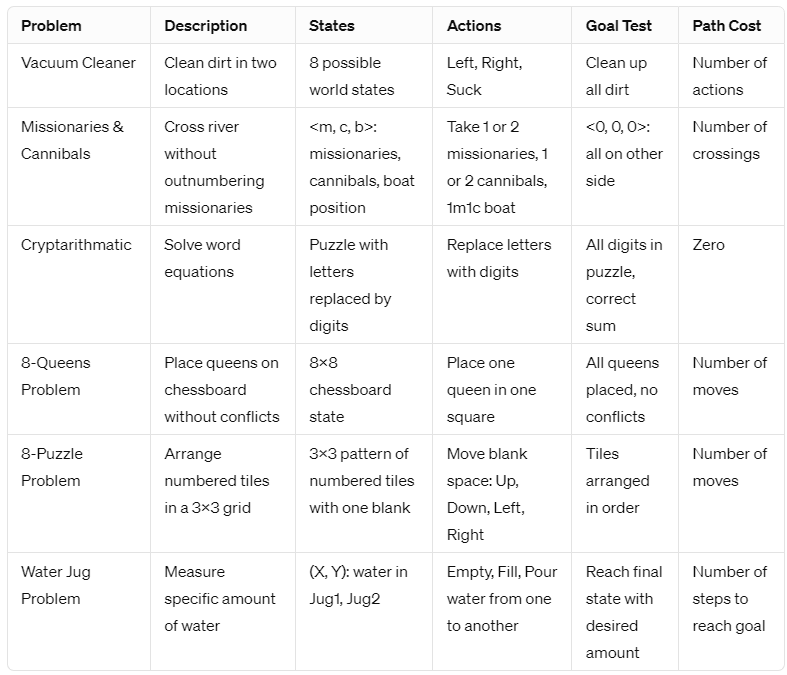 Problem Description States Actions Goal Test Path Cost
Vacuum Cleaner Clean dirt in two 8 possible Left, Right, Clean up Number of
locations world states Suck all dirt actions
Missionaries & Cross river <m, c, b>: Take 1 or 2 <0, 0, 0>: Number of
Cannibals without missionaries, missionaries, 1 all on other crossings
outnumbering cannibals, boat or 2 cannibals, side
missionaries position 1m1c boat
Cryptarithmatic Solve word Puzzle with Replace letters All digits in Zero
equations letters with digits puzzle,
replaced by correct
digits sum
8-Queens Place queens on 8×8 Place one All queens Number of
Problem chessboard chessboard queen in one placed, no moves
without conflicts state square conflicts
8-Puzzle Arrange 3×3 pattern of Move blank Tiles Number of
Problem numbered tiles numbered tiles space: Up, arranged moves
in a 3×3 grid with one blank Down, Left, in order
Right
Water Jug Measure (X, Y): water in Empty, Fill, Pour Reach final Number of
Problem specific amount Jug1, Jug2 water from one state with steps to
of water to another desired reach goal
amount